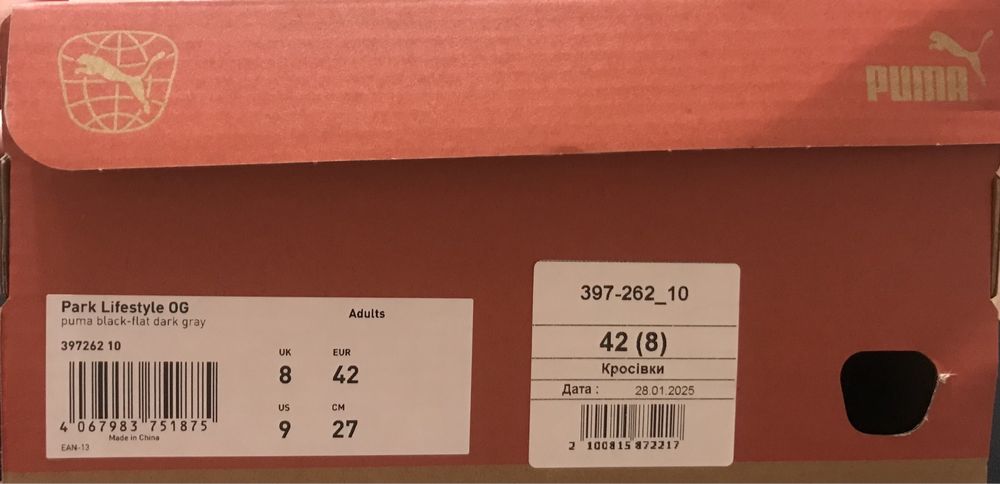 PUMA
Park Lifestyle OG
puma black-flat dark gray
Adults
397262 10
UK
EUR
8
42
US
CM
9
27
4 067983 751875
Made in China
EAN-13
397-262_10
42 (8)
Кросівки
Дата : 28.01.2025
2 100815 872217